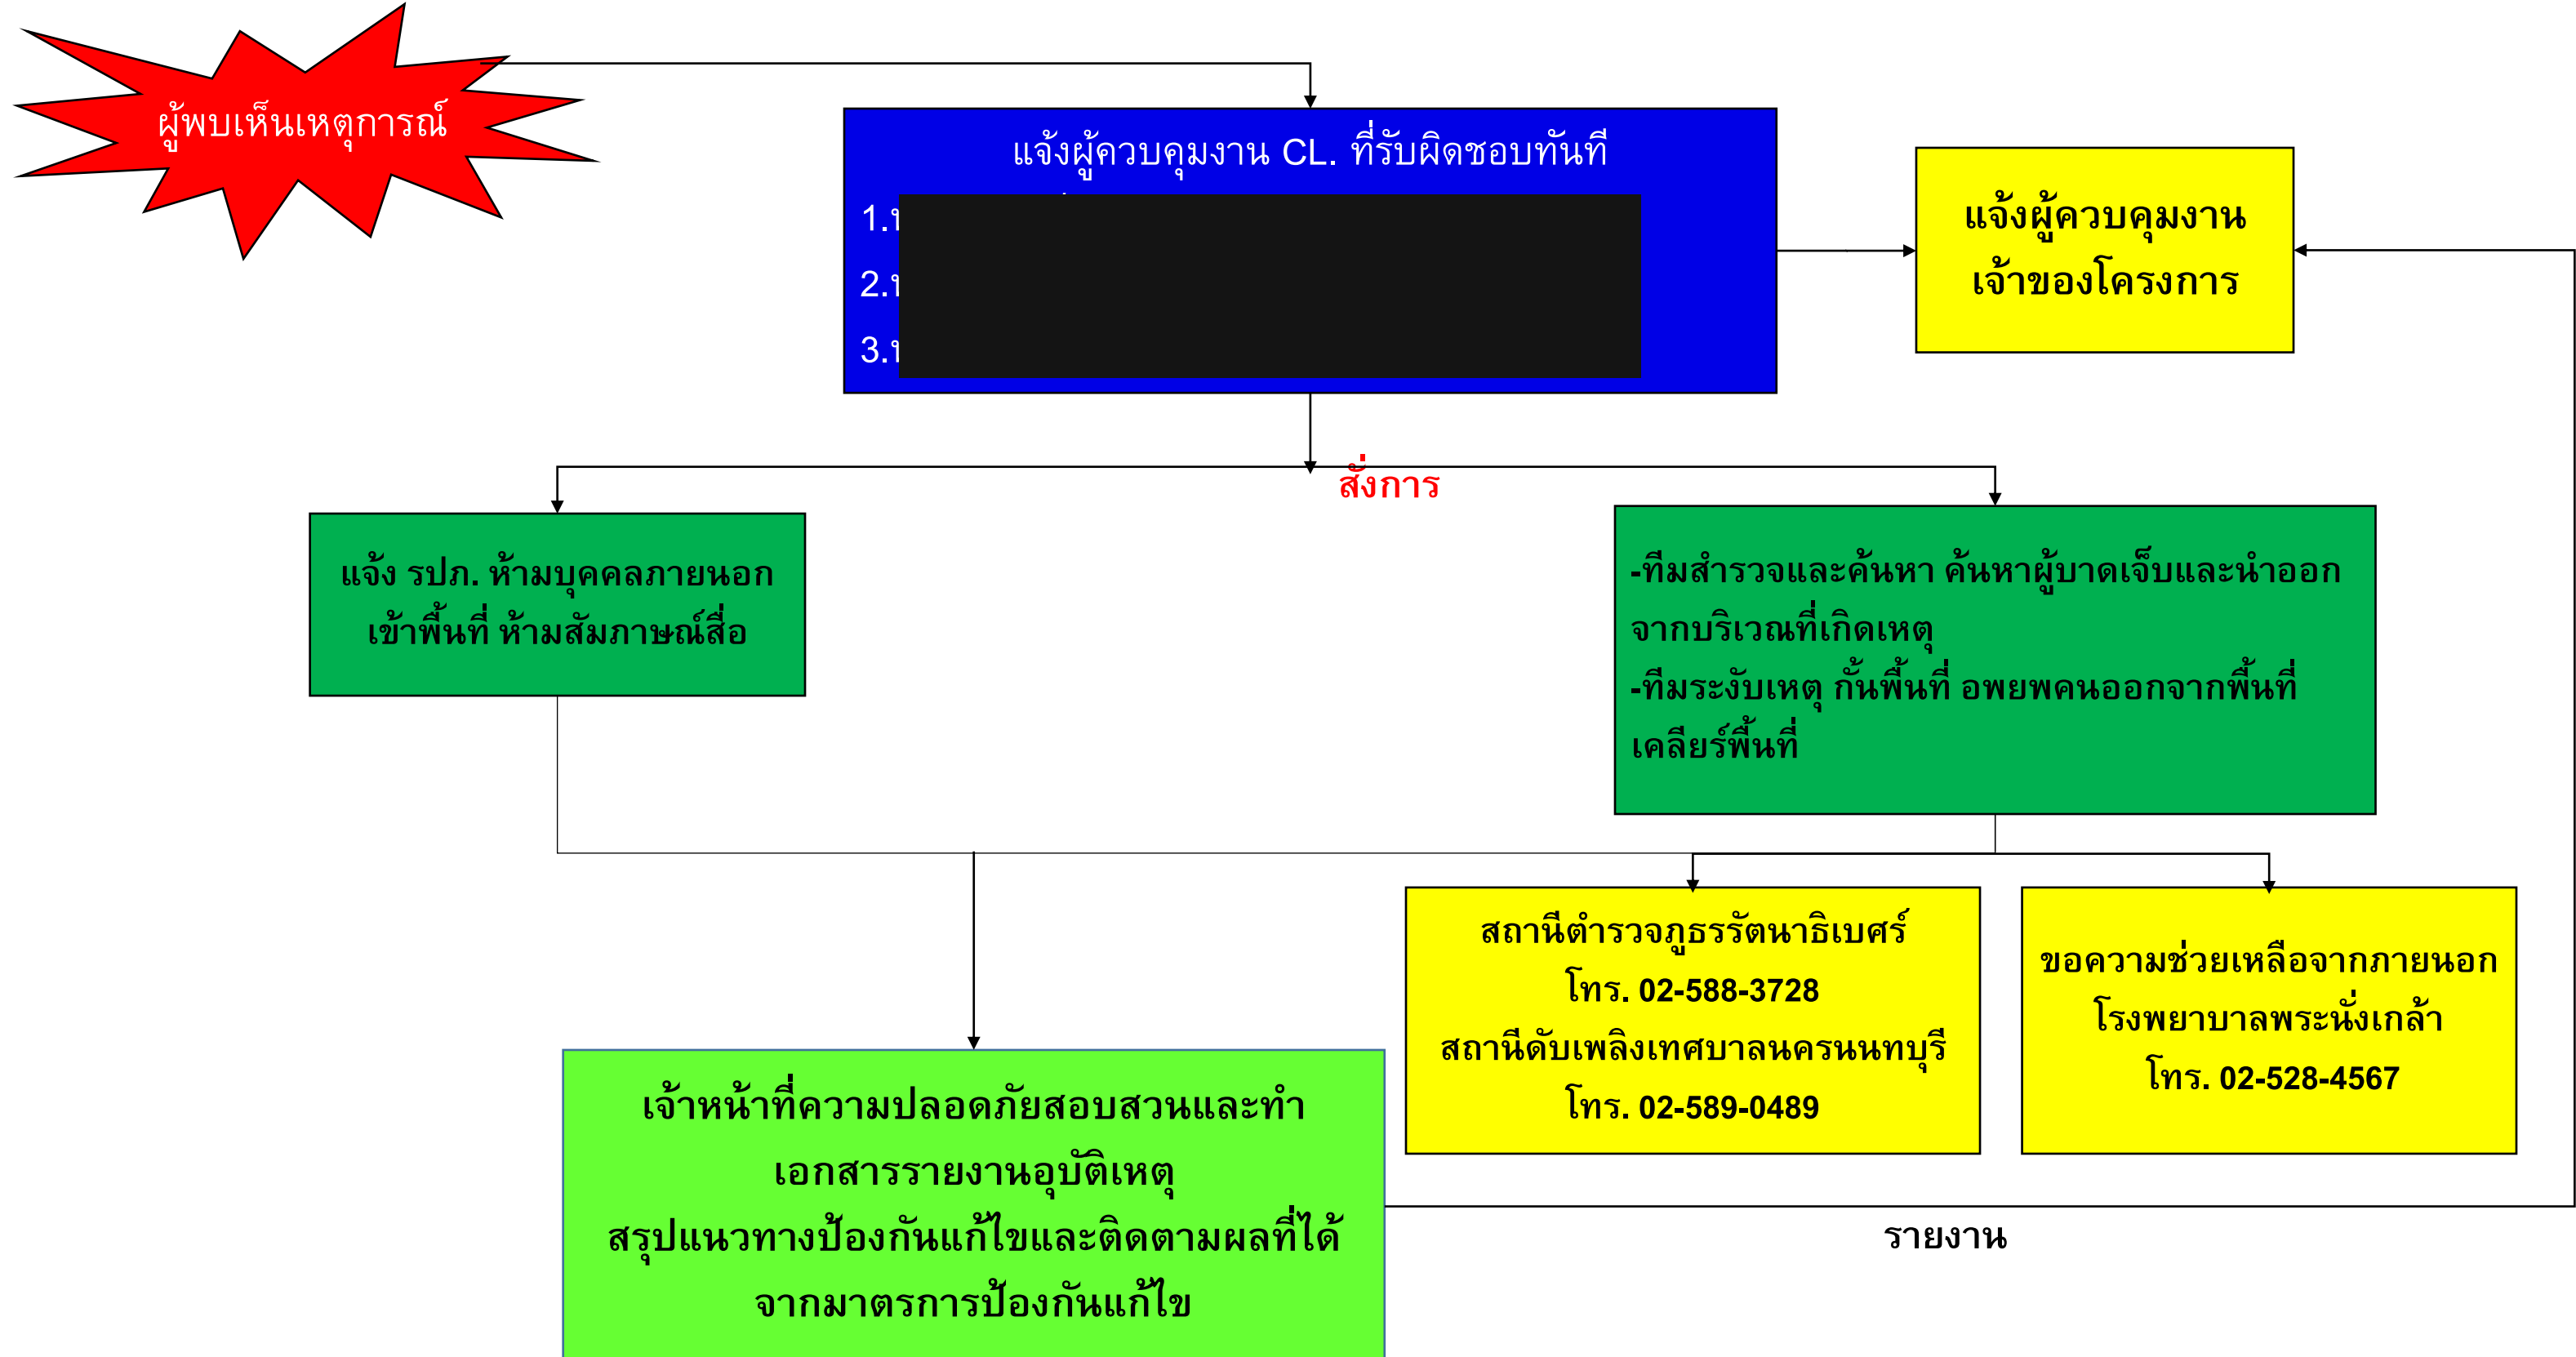 ผู้พบเห็นเหตุการณ์
แจ้งผู้ควบคุมงาน CL. ที่รับผิดชอบทันที
1.
2.
3.
แจ้งผู้ควบคุมงาน
เจ้าของโครงการ
สั่งการ
แจ้ง รปภ. ห้ามบุคคลภายนอก
เข้าพื้นที่ ห้ามสัมภาษณ์สื่อ
-ทีมสำรวจและค้นหา ค้นหาผู้บาดเจ็บและนำออก
จากบริเวณที่เกิดเหตุ
-ทีมระงับเหตุ กั้นพื้นที่ อพยพคนออกจากพื้นที่
เคลียร์พื้นที่
สถานีตำรวจภูธรรัตนาธิเบศร์
โทร. 02-588-3728
สถานีดับเพลิงเทศบาลนครนนทบุรี
โทร. 02-589-0489
ขอความช่วยเหลือจากภายนอก
โรงพยาบาลพระนั่งเกล้า
โทร. 02-528-4567
เจ้าหน้าที่ความปลอดภัยสอบสวนและทำ
เอกสารรายงานอุบัติเหตุ
สรุปแนวทางป้องกันแก้ไขและติดตามผลที่ได้
จากมาตรการป้องกันแก้ไข
รายงาน